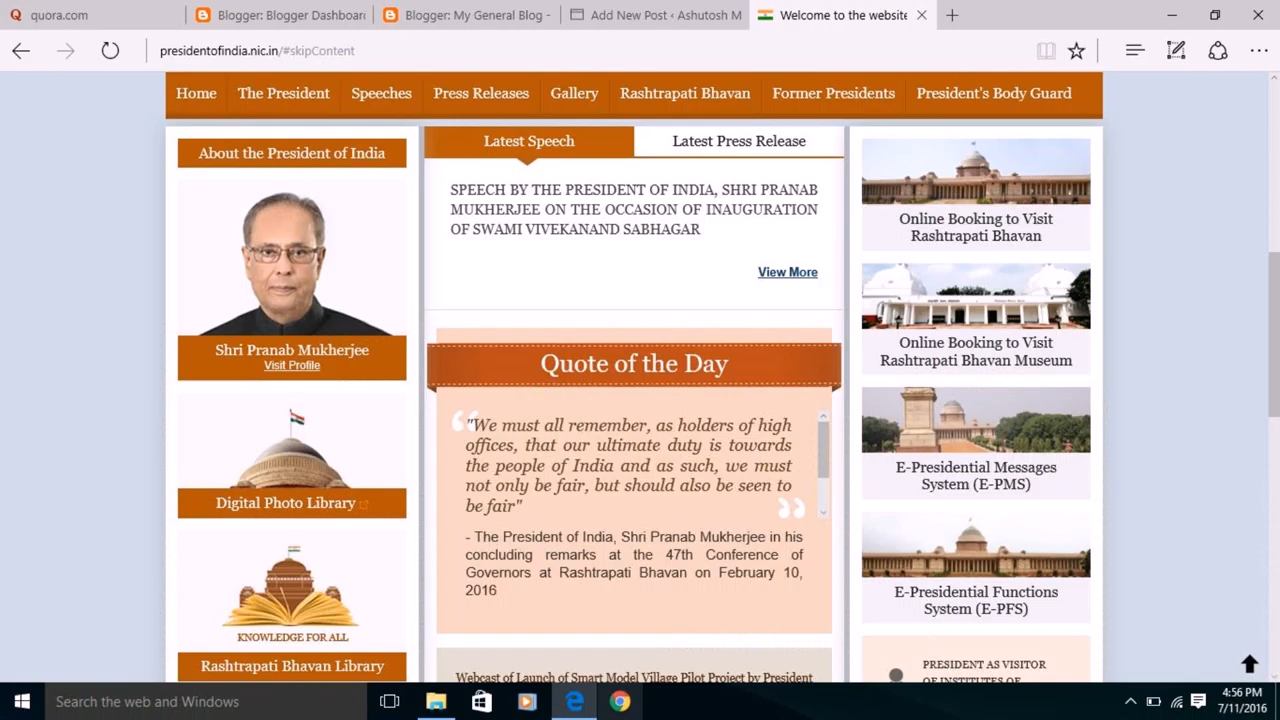 quora.com
Blogger: Blogger Dashboard
Blogger: My General Blog -
Add New Post ‹ Ashutosh M
Welcome to the website
presidentofindia.nic.in/#skipContent
Home
The President
Speeches
Press Releases
Gallery
Rashtrapati Bhavan
Former Presidents
President's Body Guard
About the President of India
Shri Pranab Mukherjee
Visit Profile
Digital Photo Library
KNOWLEDGE FOR ALL
Rashtrapati Bhavan Library
Latest Speech
Latest Press Release
SPEECH BY THE PRESIDENT OF INDIA, SHRI PRANAB
MUKHERJEE ON THE OCCASION OF INAUGURATION
OF SWAMI VIVEKANAND SABHAGAR
View More
Quote of the Day
"We must all remember, as holders of high
offices, that our ultimate duty is towards
the people of India and as such, we must
not only be fair, but should also be seen to
be fair"
- The President of India, Shri Pranab Mukherjee in his
concluding remarks at the 47th Conference of
Governors at Rashtrapati Bhavan on February 10,
2016
Webcast of Launch of Smart Model Village Pilot Project by President
Online Booking to Visit
Rashtrapati Bhavan
Online Booking to Visit
Rashtrapati Bhavan Museum
E-Presidential Messages
System (E-PMS)
E-Presidential Functions
System (E-PFS)
PRESIDENT AS VISITOR
OF INSTITUTES OF
Search the web and Windows
4:56 PM
7/11/2016